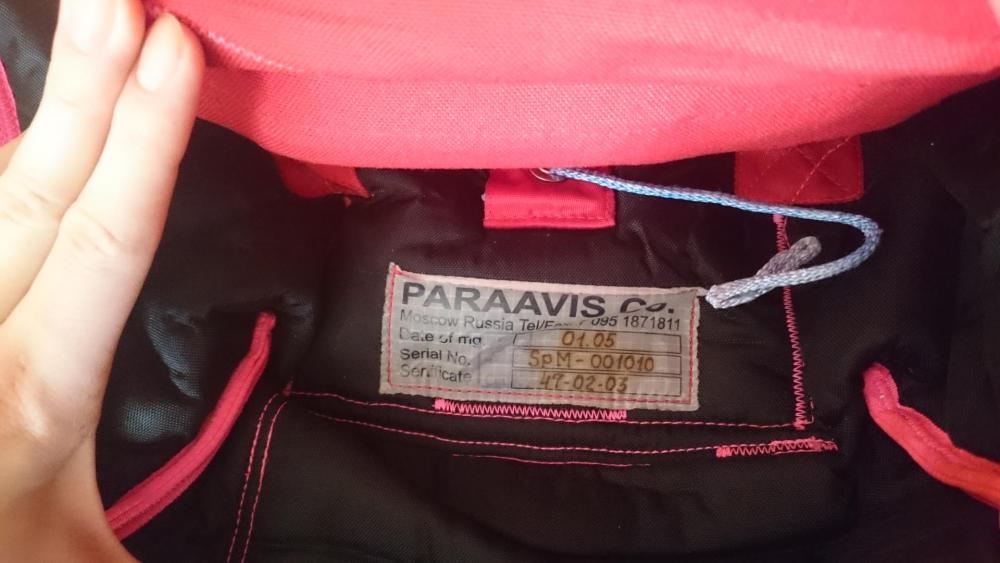 PARAAVIS Co.
Moscow Russia Tel/Fax 095 1871811
Date of mg 01.05
Serial No. SpM-001010
Sertificate 47-02-03